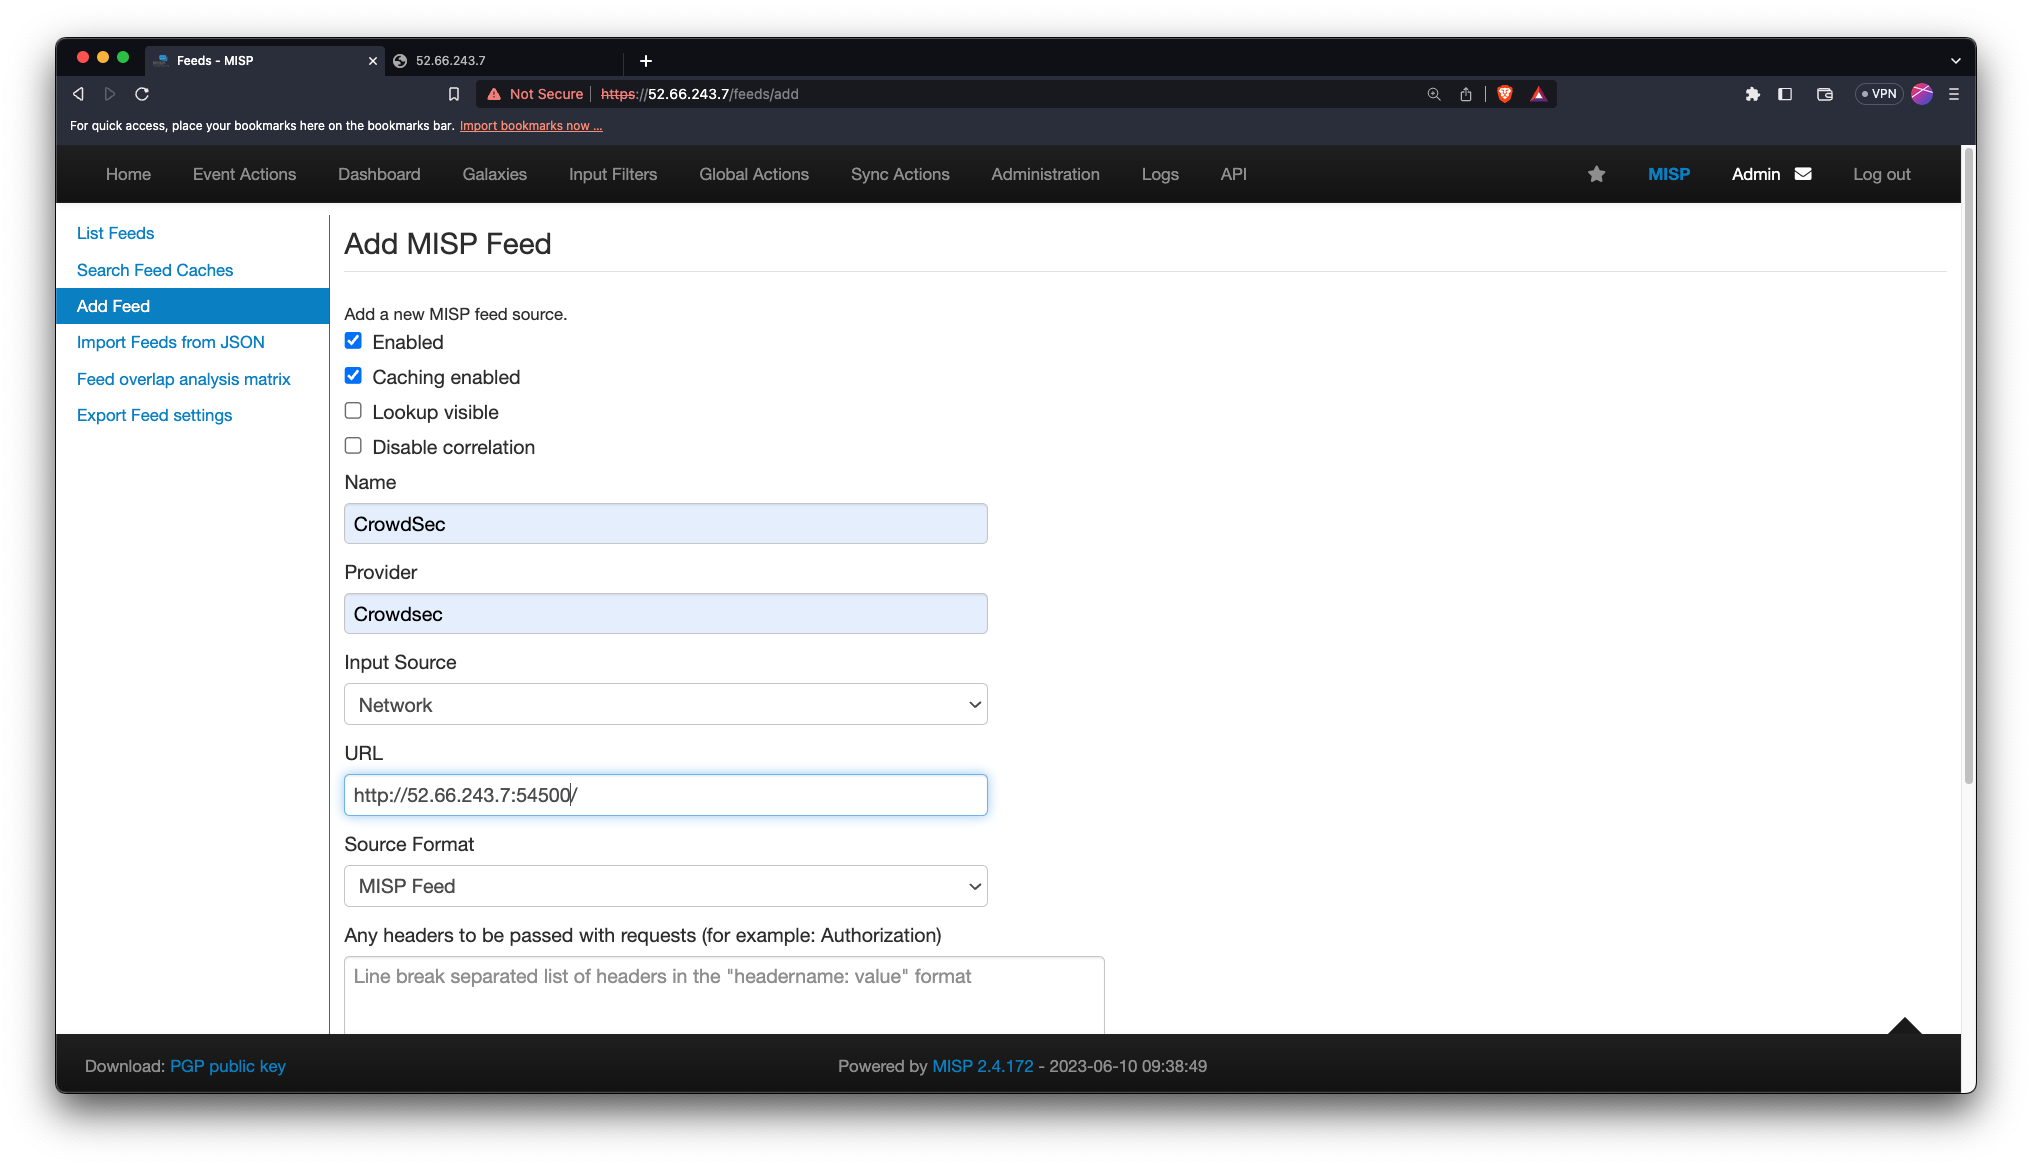 Feeds - MISP
52.66.243.7
Not Secure https://52.66.243.7/feeds/add
VPN
For quick access, place your bookmarks here on the bookmarks bar. Import bookmarks now ...
Home Event Actions Dashboard Galaxies Input Filters Global Actions Sync Actions Administration Logs API MISP Admin Log out
List Feeds
Search Feed Caches
Add Feed
Import Feeds from JSON
Feed overlap analysis matrix
Export Feed settings
Add MISP Feed
Add a new MISP feed source.
Enabled
Caching enabled
Lookup visible
Disable correlation
Name
CrowdSec
Provider
Crowdsec
Input Source
Network
URL
http://52.66.243.7:54500/
Source Format
MISP Feed
Any headers to be passed with requests (for example: Authorization)
Line break separated list of headers in the "headername: value" format
Download: PGP public key
Powered by MISP 2.4.172 - 2023-06-10 09:38:49